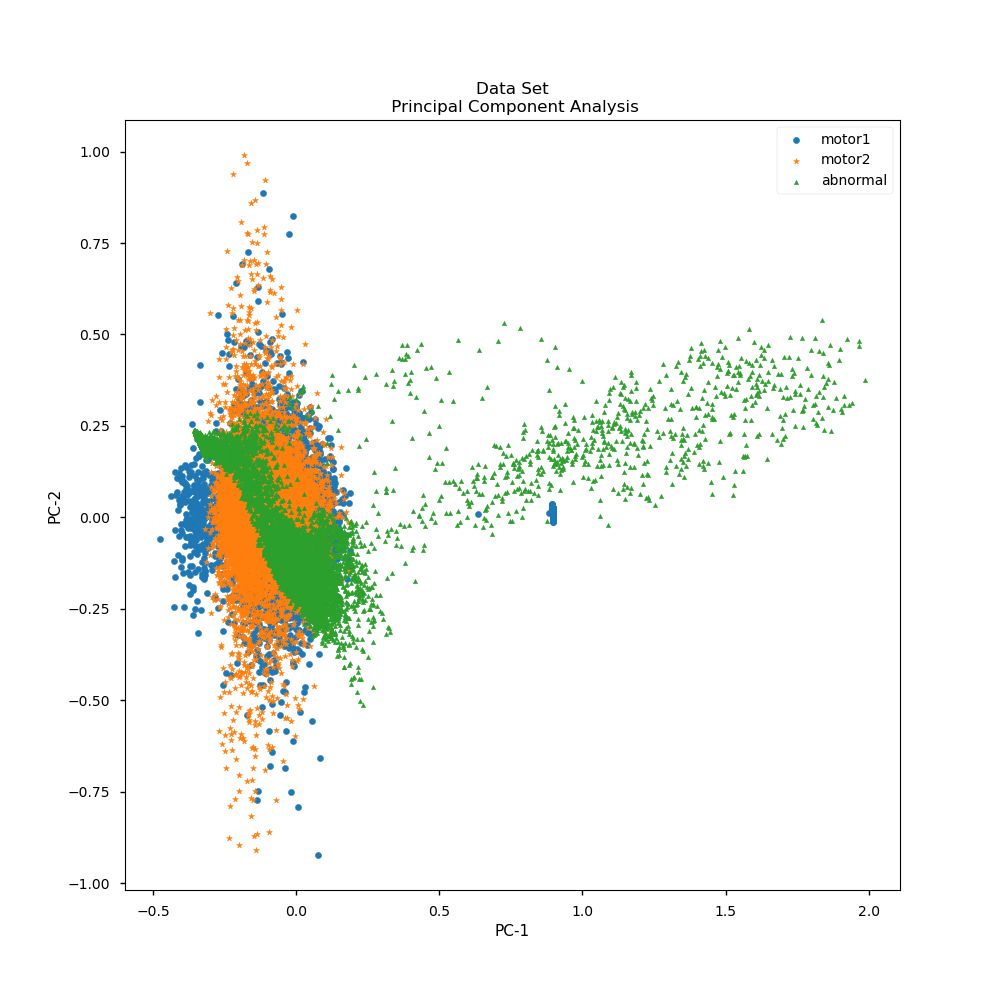 Data Set
Principal Component Analysis
motor1
motor2
abnormal
1.00
0.75
0.50
0.25
0.00
−0.25
−0.50
−0.75
−1.00
PC-2
−0.5
0.0
0.5
1.0
1.5
2.0
PC-1